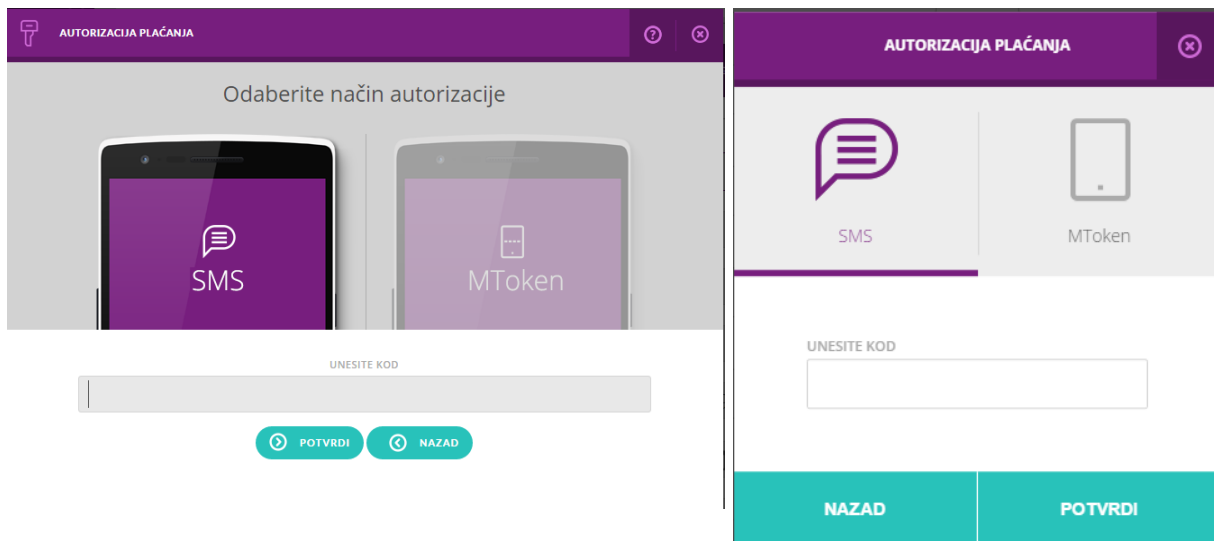 AUTORIZACIJA PLAĆANJA
Odaberite način autorizacije
SMS
MToken
UNESITE KOD
POTVRDI
NAZAD
AUTORIZACIJA PLAĆANJA
SMS
MToken
UNESITE KOD
NAZAD
POTVRDI